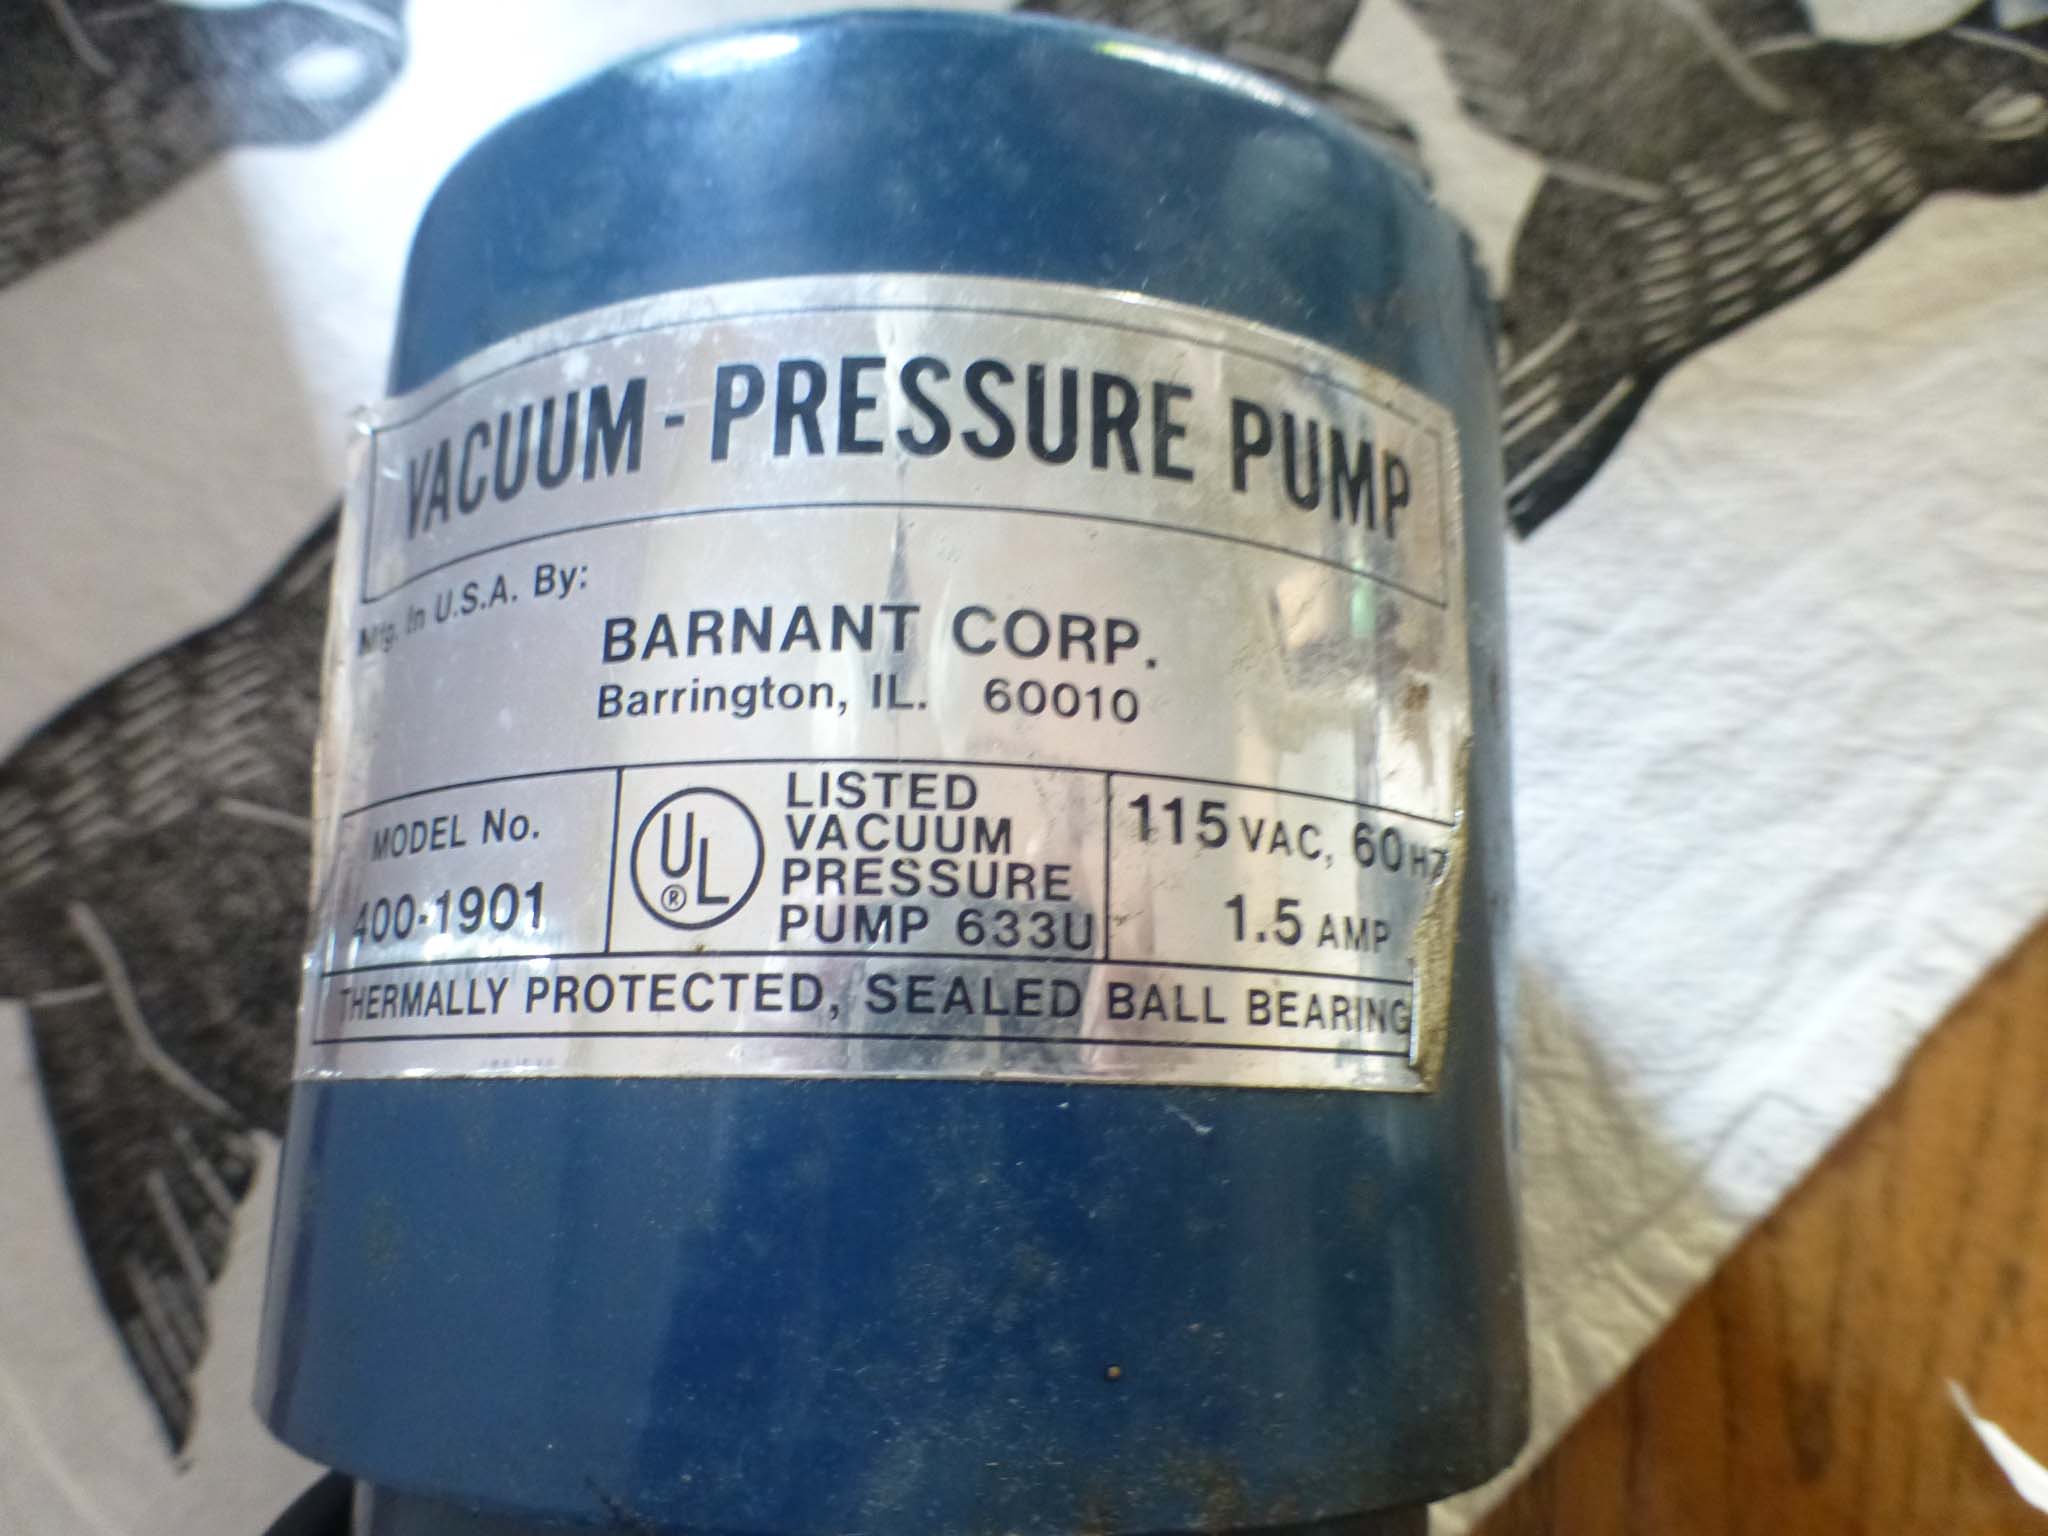 VACUUM - PRESSURE PUMP
Mfg. In U.S.A. By:
BARNANT CORP.
Barrington, IL. 60010
MODEL No.
400-1901
UL
®
LISTED
VACUUM
PRESSURE
PUMP 633U
115 VAC, 60 HZ
1.5 AMP
THERMALLY PROTECTED, SEALED BALL BEARING